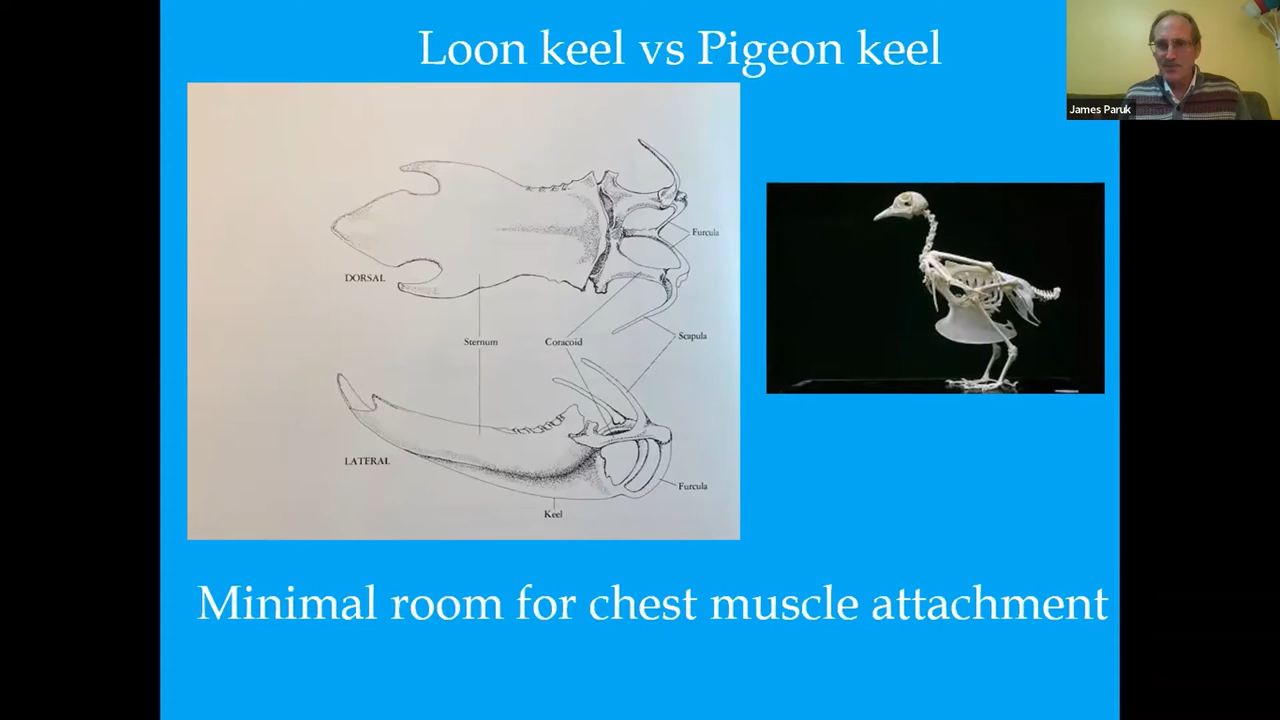 Loon keel vs Pigeon keel
James Paruk
Furcula
DORSAL
Sternum
Coracoid
Scapula
LATERAL
Furcula
Keel
Minimal room for chest muscle attachment